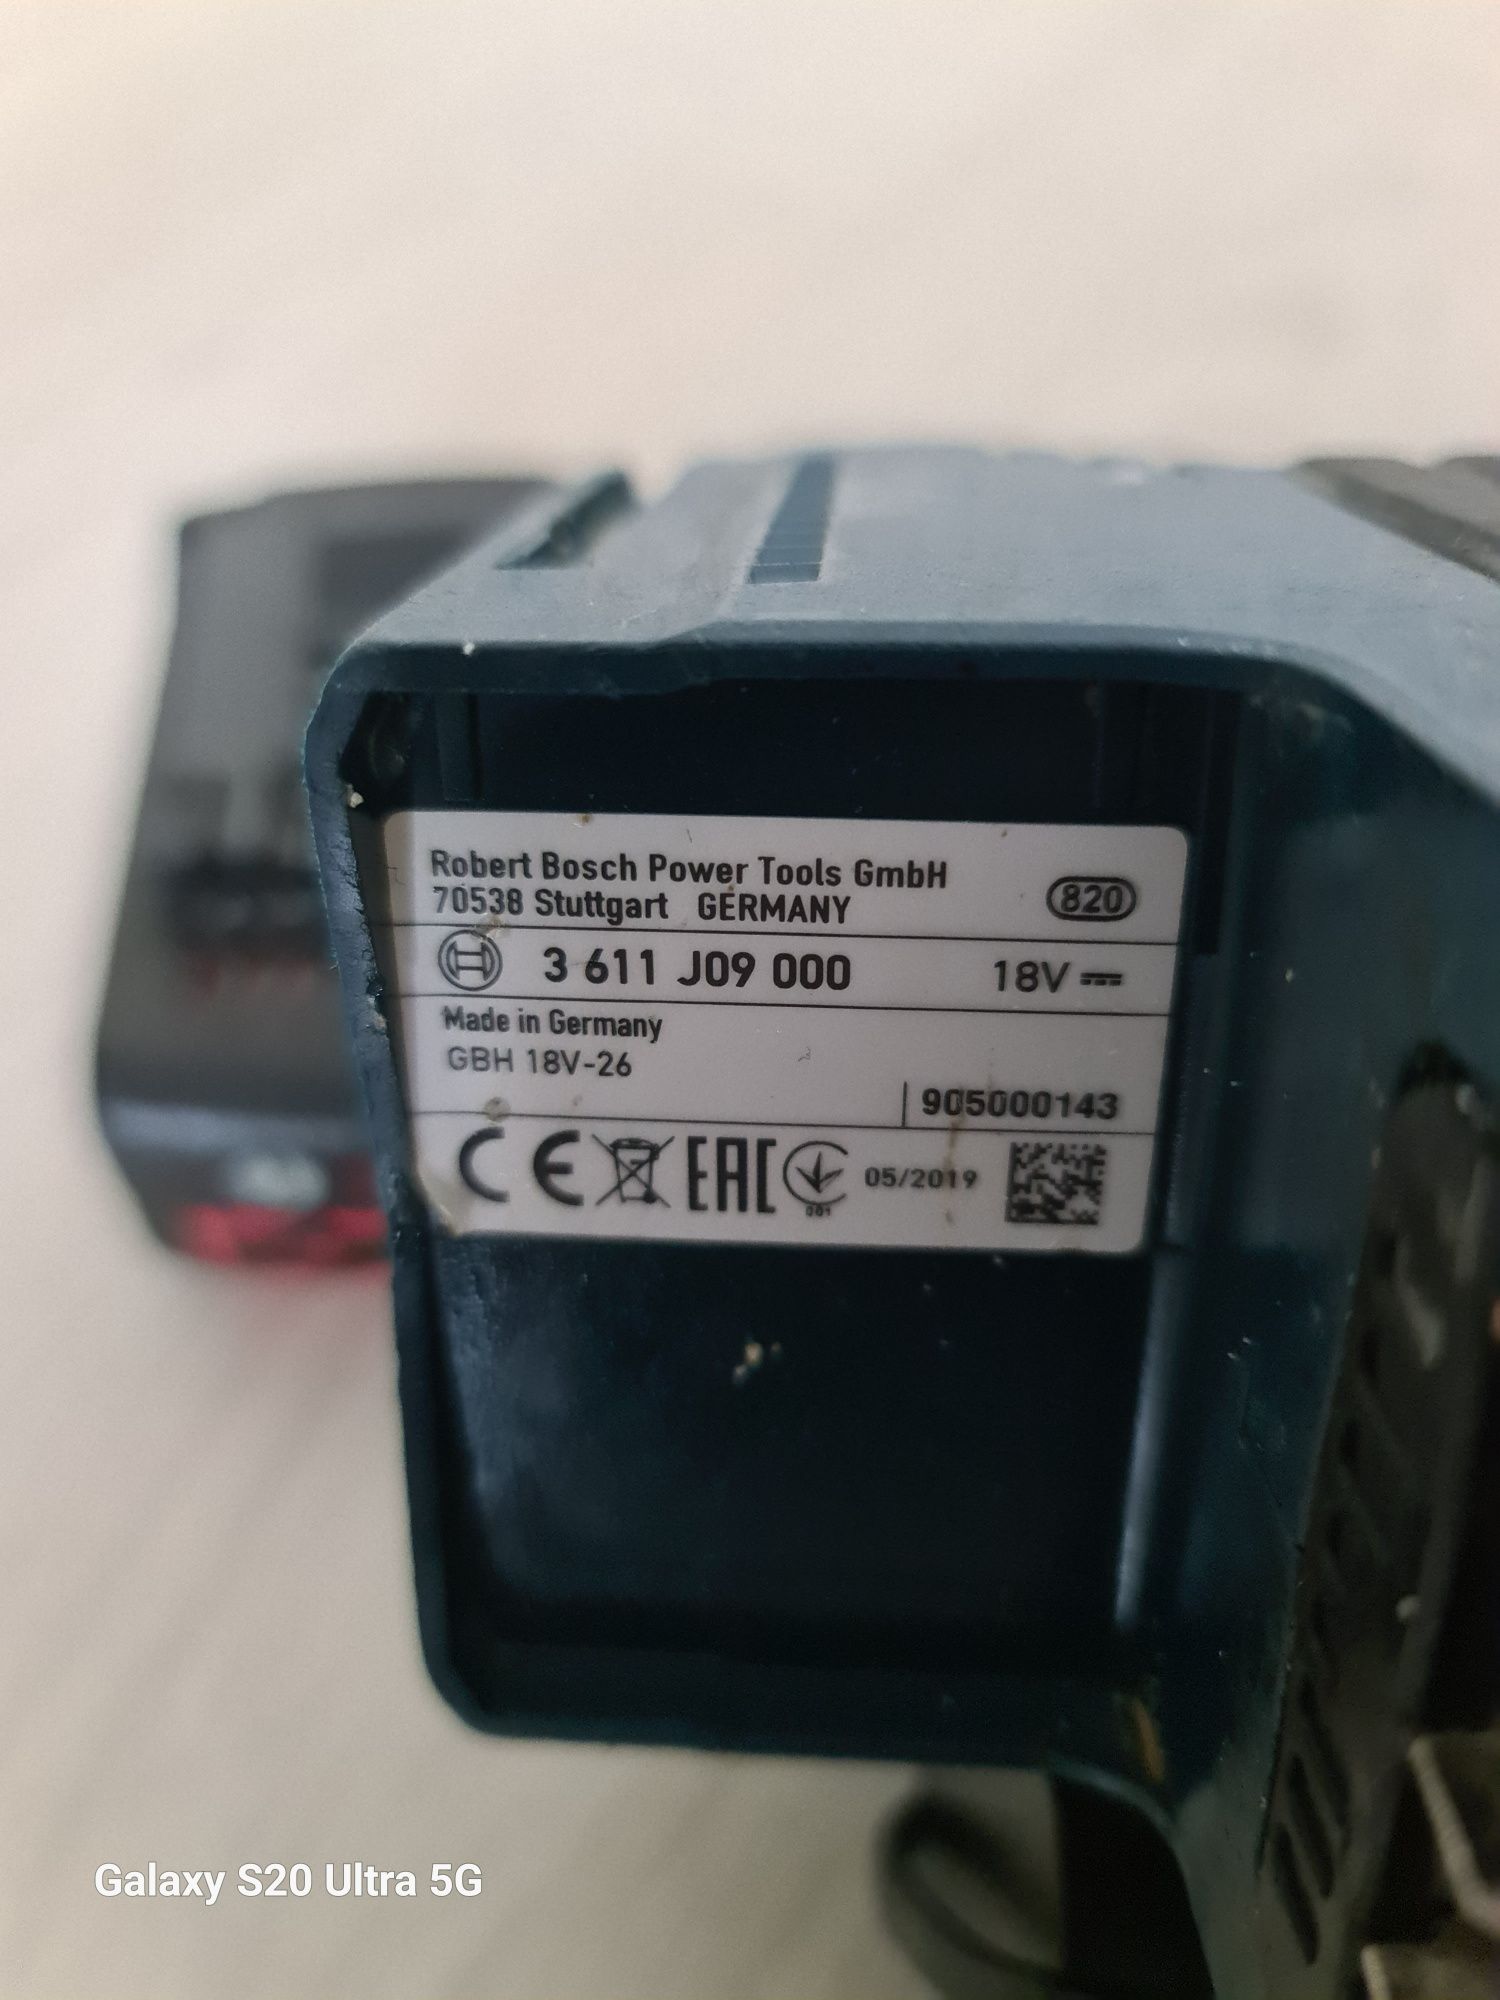 Robert Bosch Power Tools GmbH
70538 Stuttgart GERMANY
820
3 611 J09 000 18V
Made in Germany
GBH 18V-26
905000143
CE EAC 001 05/2019
Galaxy S20 Ultra 5G